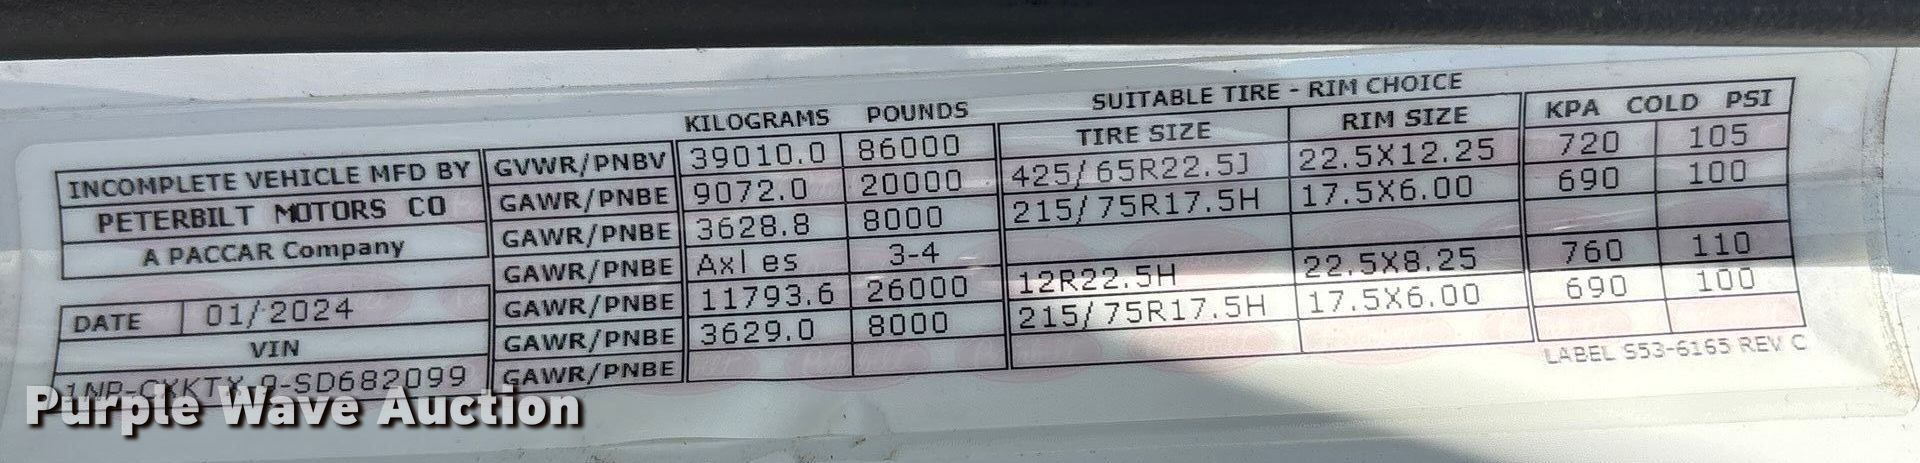 SUITABLE TIRE - RIM CHOICE
KILOGRAMS POUNDS TIRE SIZE RIM SIZE KPA COLD PSI
INCOMPLETE VEHICLE MFD BY
PETERBILT MOTORS CO
A PACCAR Company
DATE 01/2024
VIN
1NP-CXKTX-9-SD682099
GVWR/PNBV 39010.0 86000
GAWR/PNBE 9072.0 20000 425/65R22.5J 22.5X12.25 720 105
GAWR/PNBE 3628.8 8000 215/75R17.5H 17.5X6.00 690 100
GAWR/PNBE Axles 3-4
GAWR/PNBE 11793.6 26000 12R22.5H 22.5X8.25 760 110
GAWR/PNBE 3629.0 8000 215/75R17.5H 17.5X6.00 690 100
GAWR/PNBE
LABEL S53-6165 REV C
Purple Wave Auction